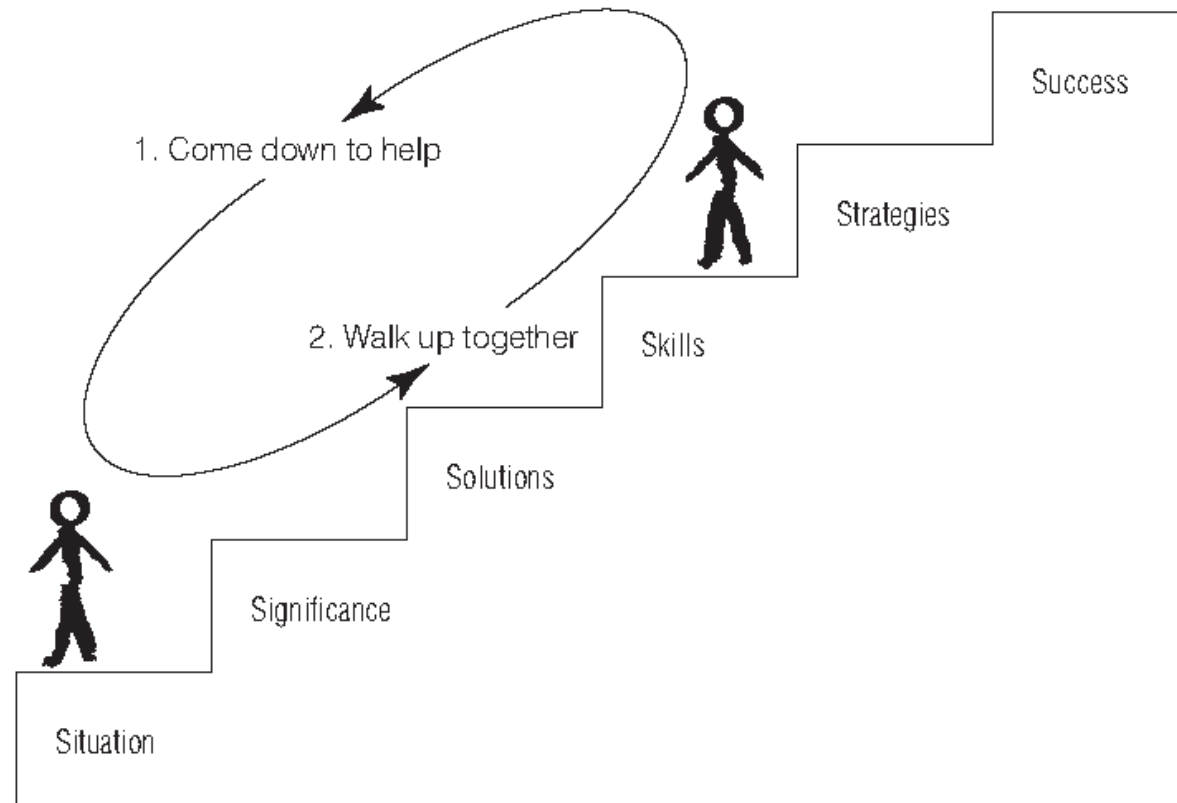 Success
1. Come down to help
Strategies
2. Walk up together
Skills
Solutions
Significance
Situation